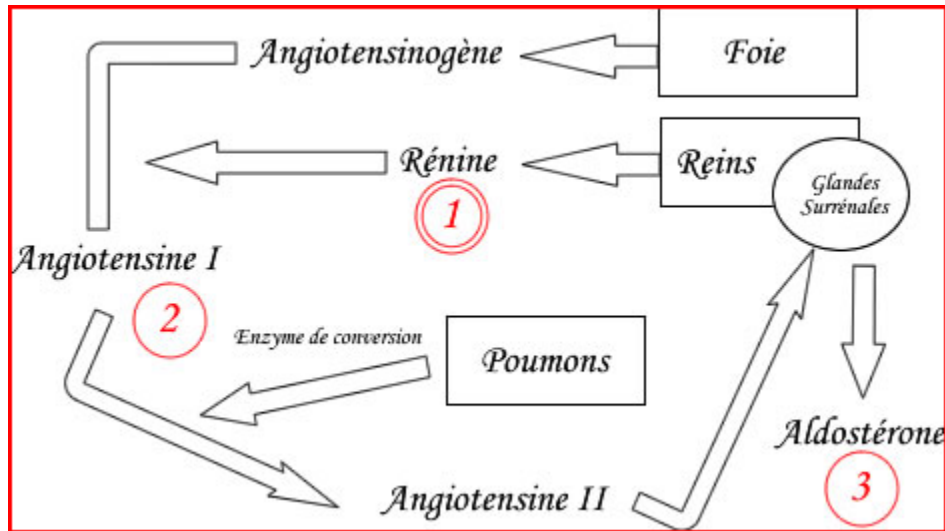 Angiotensinogène
Foie
Rénine
Reins
1
Glandes
Surrénales
Angiotensine I
2
Enzyme de conversion
Poumons
Aldostérone
3
Angiotensine II